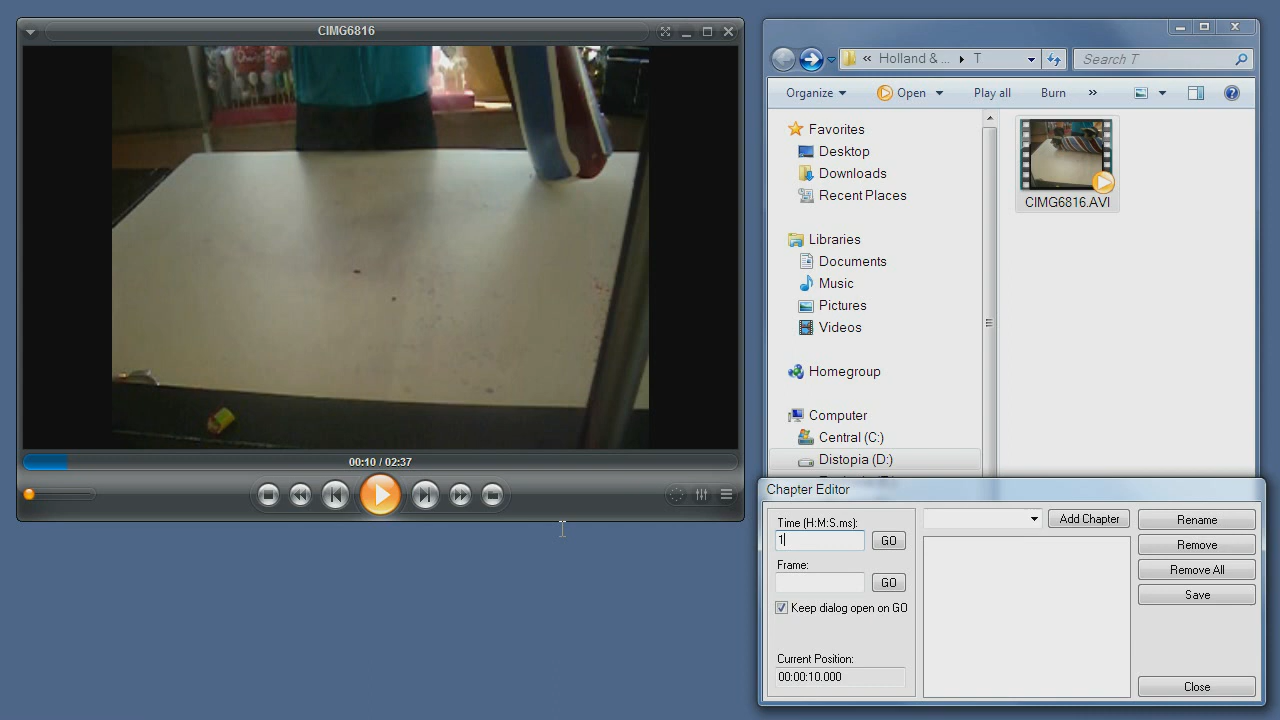 CIMG6816
00:10 / 02:37
« Holland & ... T
Search T
Organize Open Play all Burn »
Favorites
Desktop
Downloads
Recent Places
Libraries
Documents
Music
Pictures
Videos
Homegroup
Computer
Central (C:)
Distopia (D:)
CIMG6816.AVI
Chapter Editor
Time (H:M:S.ms):
1
GO
Frame:
GO
Keep dialog open on GO
Current Position:
00:00:10.000
Add Chapter
Rename
Remove
Remove All
Save
Close